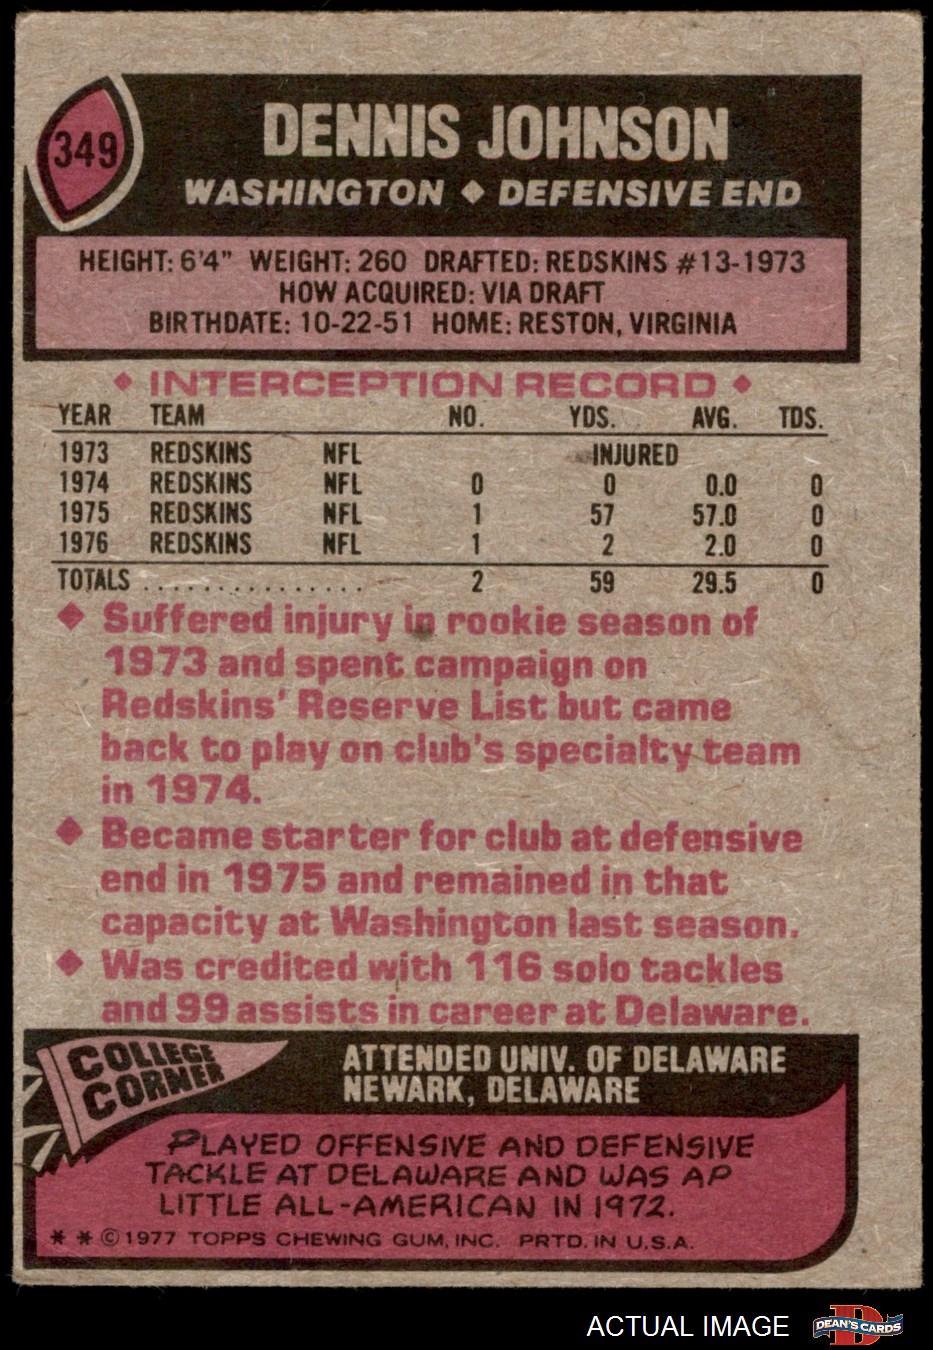 349
DENNIS JOHNSON
WASHINGTON ◆ DEFENSIVE END
HEIGHT: 6'4" WEIGHT: 260 DRAFTED: REDSKINS #13-1973
HOW ACQUIRED: VIA DRAFT
BIRTHDATE: 10-22-51 HOME: RESTON, VIRGINIA
◆ INTERCEPTION RECORD ◆
YEAR TEAM NO. YDS. AVG. TDS.
1973 REDSKINS NFL INJURED
1974 REDSKINS NFL 0 0 0.0 0
1975 REDSKINS NFL 1 57 57.0 0
1976 REDSKINS NFL 1 2 2.0 0
TOTALS ................ 2 59 29.5 0
◆ Suffered injury in rookie season of
1973 and spent campaign on
Redskins' Reserve List but came
back to play on club's specialty team
in 1974.
◆ Became starter for club at defensive
end in 1975 and remained in that
capacity at Washington last season.
◆ Was credited with 116 solo tackles
and 99 assists in career at Delaware.
COLLEGE
CORNER
ATTENDED UNIV. OF DELAWARE
NEWARK, DELAWARE
PLAYED OFFENSIVE AND DEFENSIVE
TACKLE AT DELAWARE AND WAS AP
LITTLE ALL-AMERICAN IN 1972.
* * © 1977 TOPPS CHEWING GUM, INC. PRTD. IN U.S.A.
ACTUAL IMAGE
D
DEAN'S CARDS